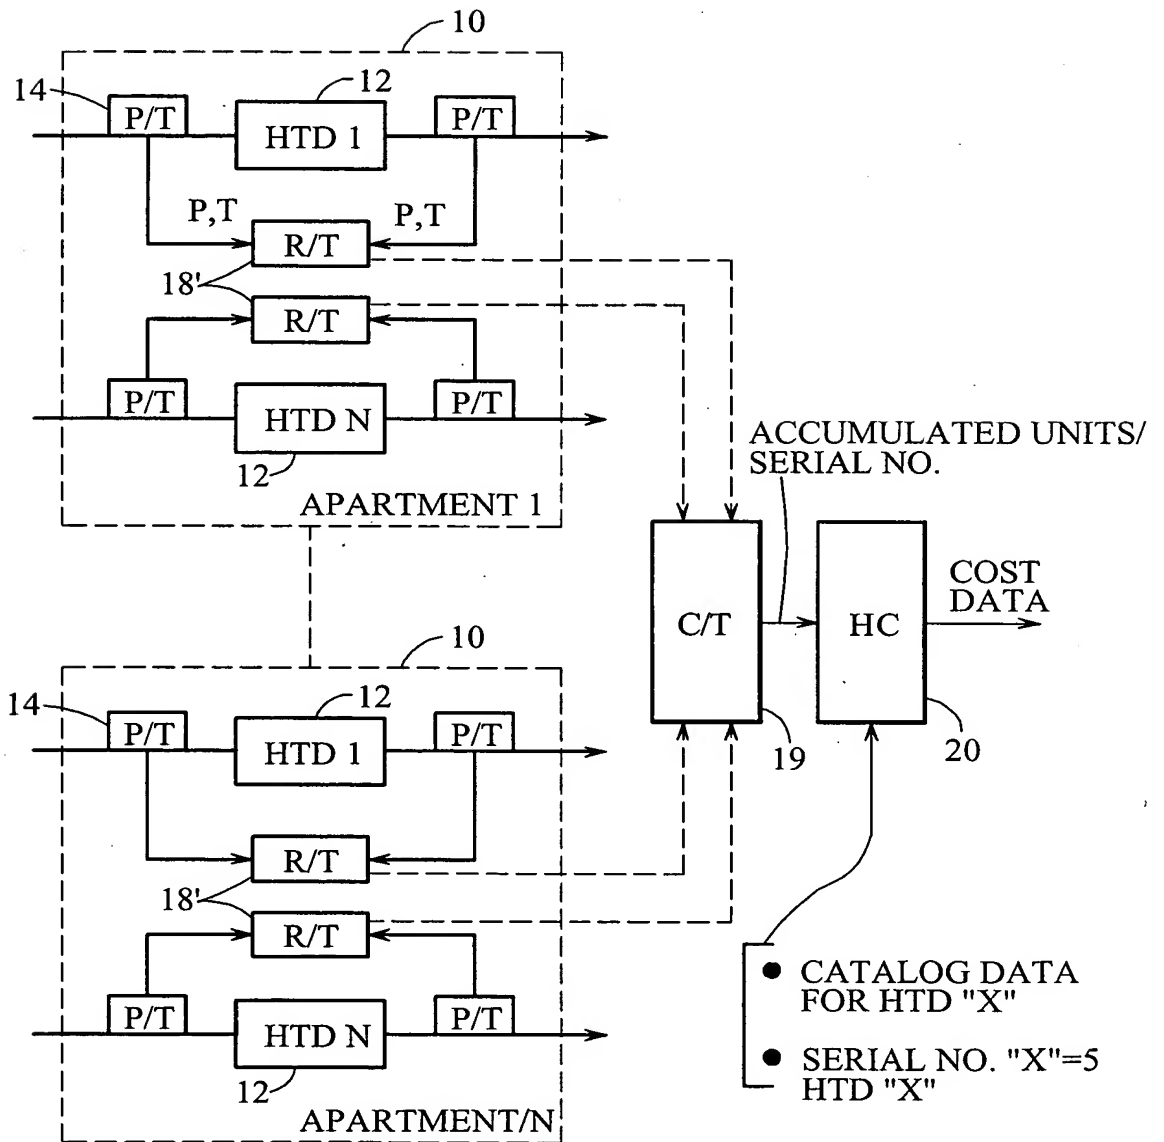 10
14
12
P/T
HTD 1
P/T
P,T
P,T
R/T
18'
R/T
P/T
HTD N
P/T
12
APARTMENT 1
ACCUMULATED UNITS/
SERIAL NO.
C/T
HC
COST
DATA
19
20
10
14
12
P/T
HTD 1
P/T
R/T
18'
R/T
P/T
HTD N
P/T
12
APARTMENT/N
● CATALOG DATA
FOR HTD "X"
● SERIAL NO. "X"=5
HTD "X"